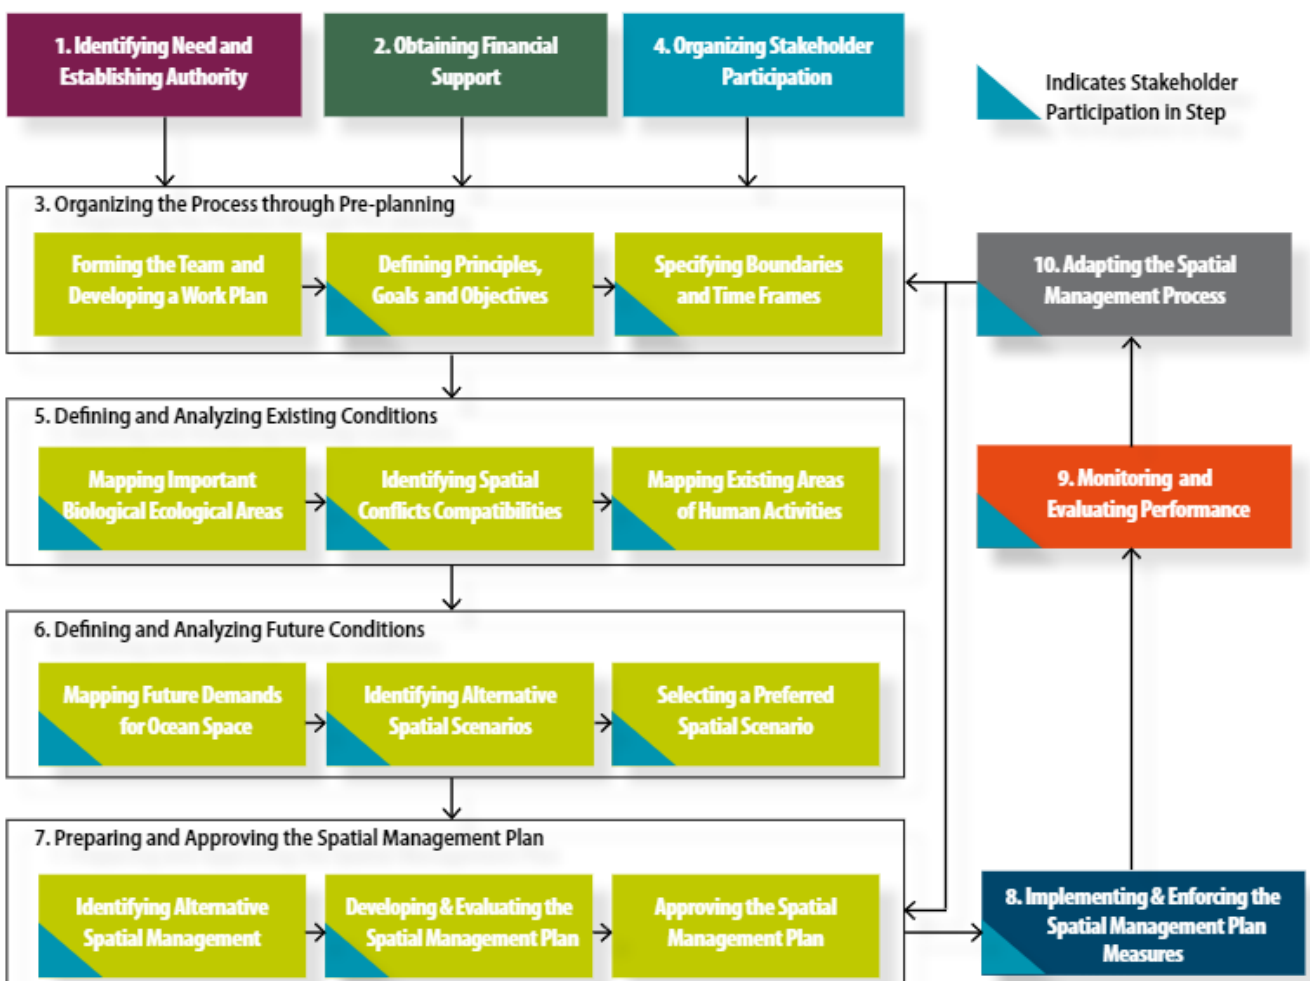 1. Identifying Need and
Establishing Authority
2. Obtaining Financial
Support
4. Organizing Stakeholder
Participation
Indicates Stakeholder
Participation in Step
3. Organizing the Process through Pre-planning
Forming the Team and
Developing a Work Plan
Defining Principles,
Goals and Objectives
Specifying Boundaries
and Time Frames
10. Adapting the Spatial
Management Process
5. Defining and Analyzing Existing Conditions
Mapping Important
Biological Ecological Areas
Identifying Spatial
Conflicts Compatibilities
Mapping Existing Areas
of Human Activities
9. Monitoring and
Evaluating Performance
6. Defining and Analyzing Future Conditions
Mapping Future Demands
for Ocean Space
Identifying Alternative
Spatial Scenarios
Selecting a Preferred
Spatial Scenario
7. Preparing and Approving the Spatial Management Plan
Identifying Alternative
Spatial Management
Developing & Evaluating the
Spatial Management Plan
Approving the Spatial
Management Plan
8. Implementing & Enforcing the
Spatial Management Plan
Measures